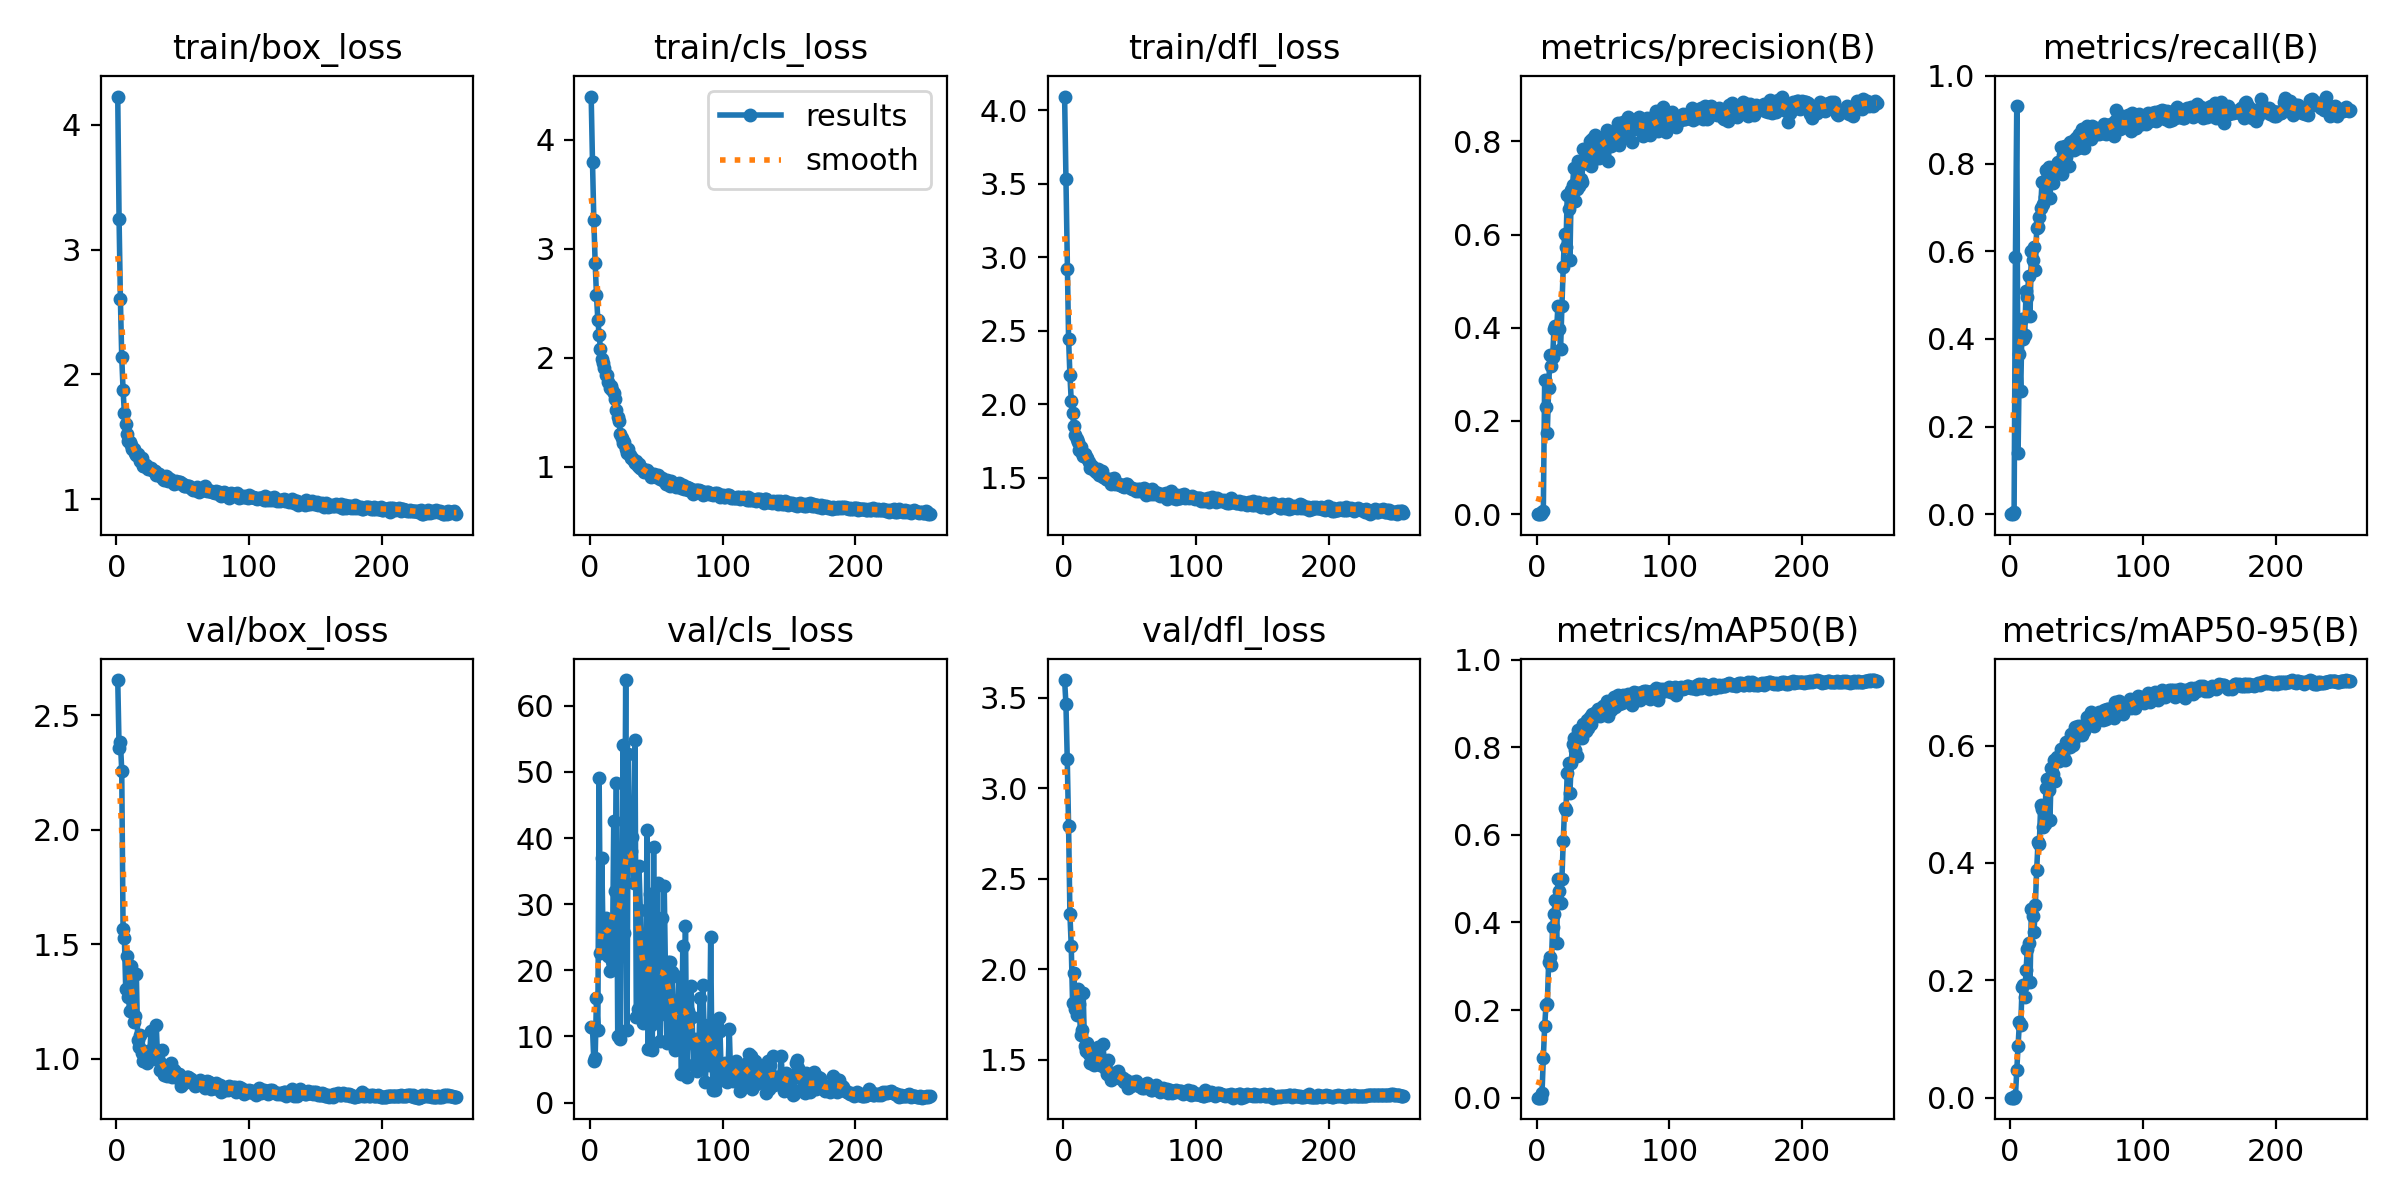 train/box_loss
train/cls_loss
train/dfl_loss
metrics/precision(B)
metrics/recall(B)
4
3
2
1
0 100 200
4
3
2
1
0 100 200
results
smooth
4.0
3.5
3.0
2.5
2.0
1.5
0 100 200
0.8
0.6
0.4
0.2
0.0
0 100 200
1.0
0.8
0.6
0.4
0.2
0.0
0 100 200
val/box_loss
val/cls_loss
val/dfl_loss
metrics/mAP50(B)
metrics/mAP50-95(B)
2.5
2.0
1.5
1.0
0 100 200
60
50
40
30
20
10
0
0 100 200
3.5
3.0
2.5
2.0
1.5
0 100 200
1.0
0.8
0.6
0.4
0.2
0.0
0 100 200
0.6
0.4
0.2
0.0
0 100 200